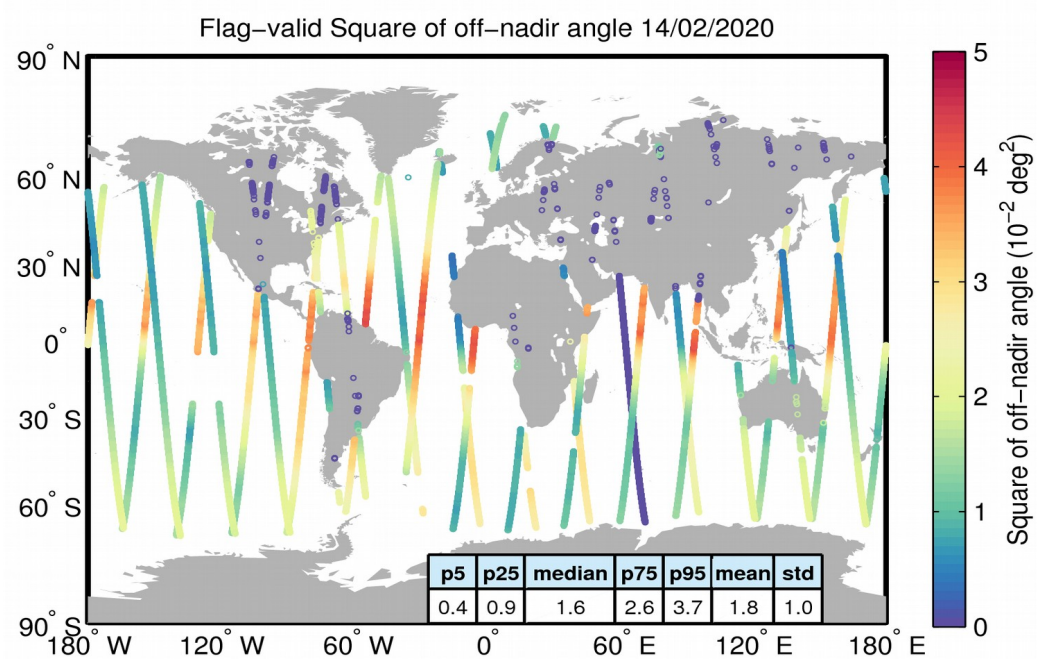 Flag−valid Square of off−nadir angle 14/02/2020
90° N
60° N
30° N
0°
30° S
60° S
90° S
180° W
120° W
60° W
0°
60° E
120° E
180° E
p5 p25 median p75 p95 mean std
0.4 0.9 1.6 2.6 3.7 1.8 1.0
5
4
3
2
1
0
Square of off−nadir angle (10⁻² deg²)